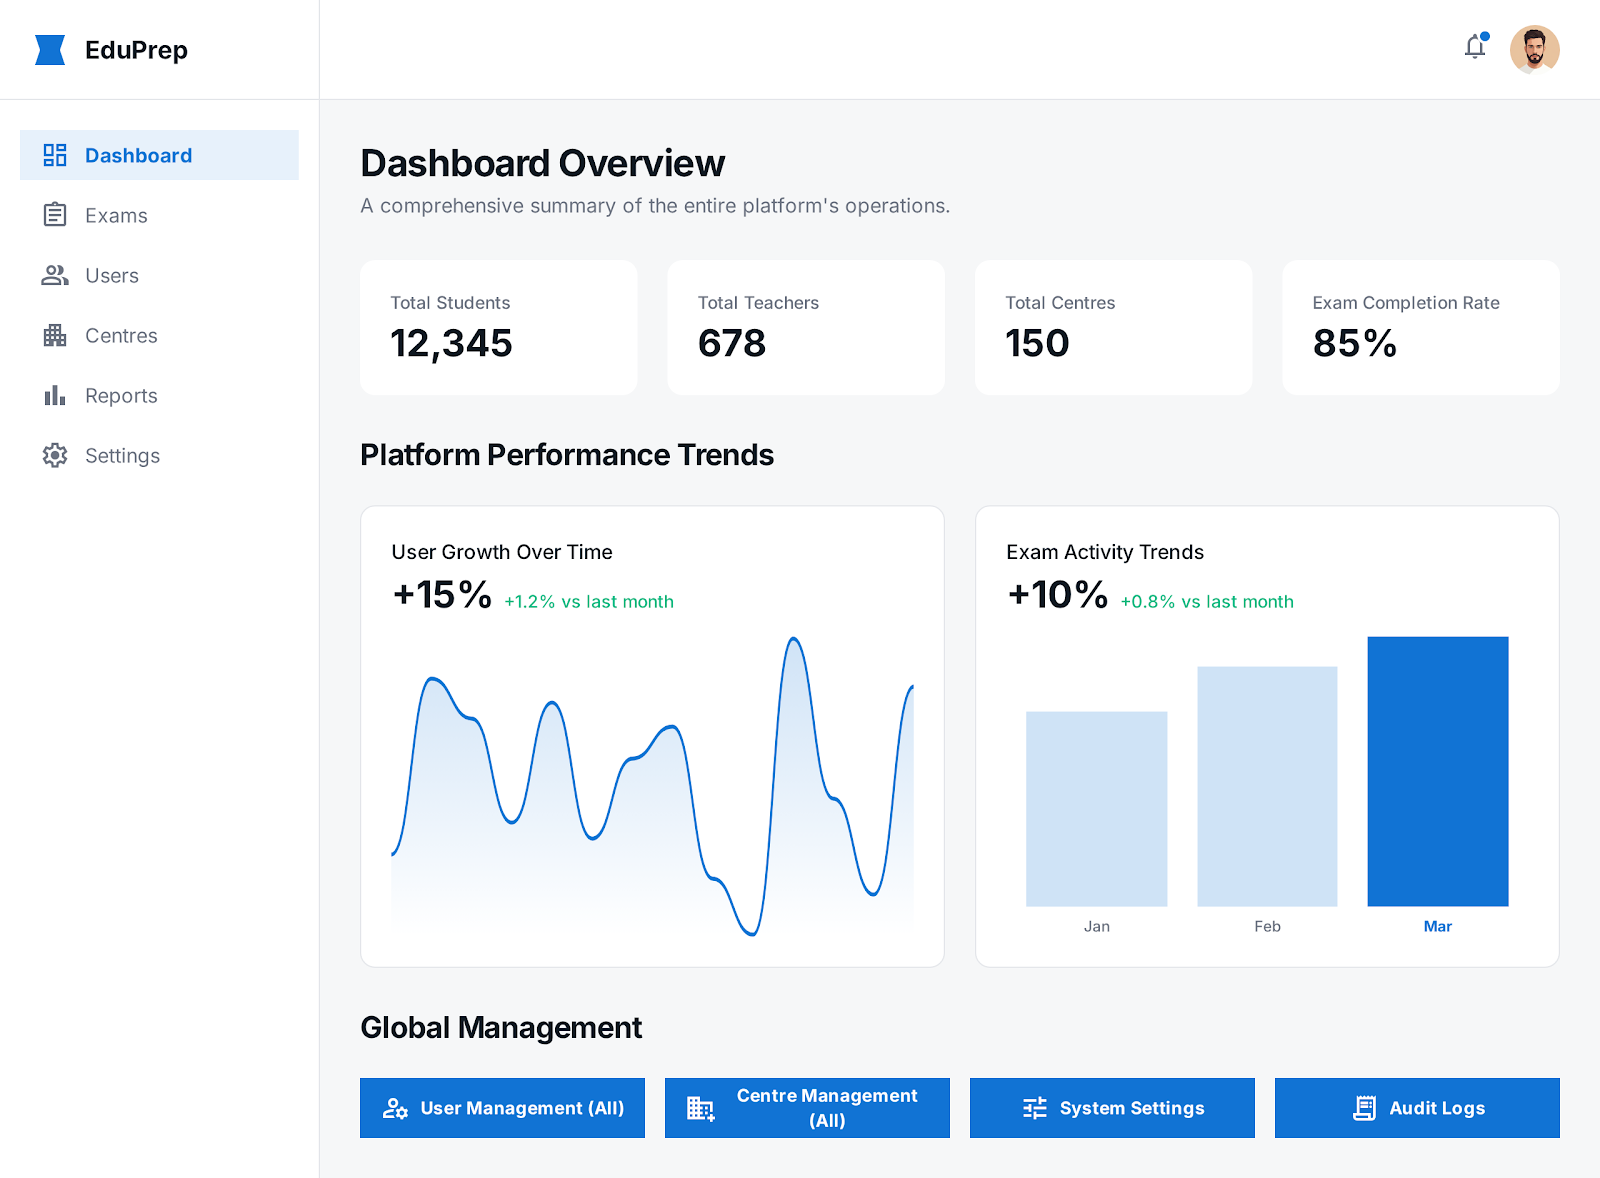 EduPrep
Dashboard
Exams
Users
Centres
Reports
Settings
Dashboard Overview
A comprehensive summary of the entire platform's operations.
Total Students
12,345
Total Teachers
678
Total Centres
150
Exam Completion Rate
85%
Platform Performance Trends
User Growth Over Time
+15% +1.2% vs last month
Exam Activity Trends
+10% +0.8% vs last month
Jan
Feb
Mar
Global Management
User Management (All)
Centre Management
(All)
System Settings
Audit Logs